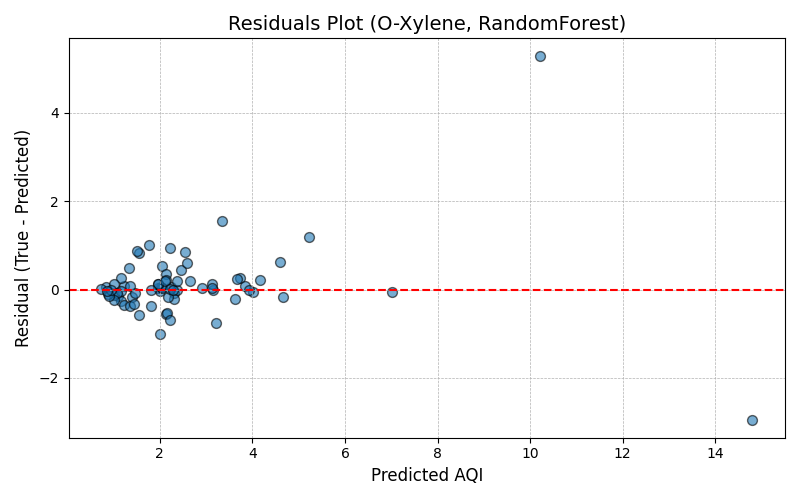 Residuals Plot (O-Xylene, RandomForest)
Residual (True - Predicted)
4
2
0
−2
2 4 6 8 10 12 14
Predicted AQI